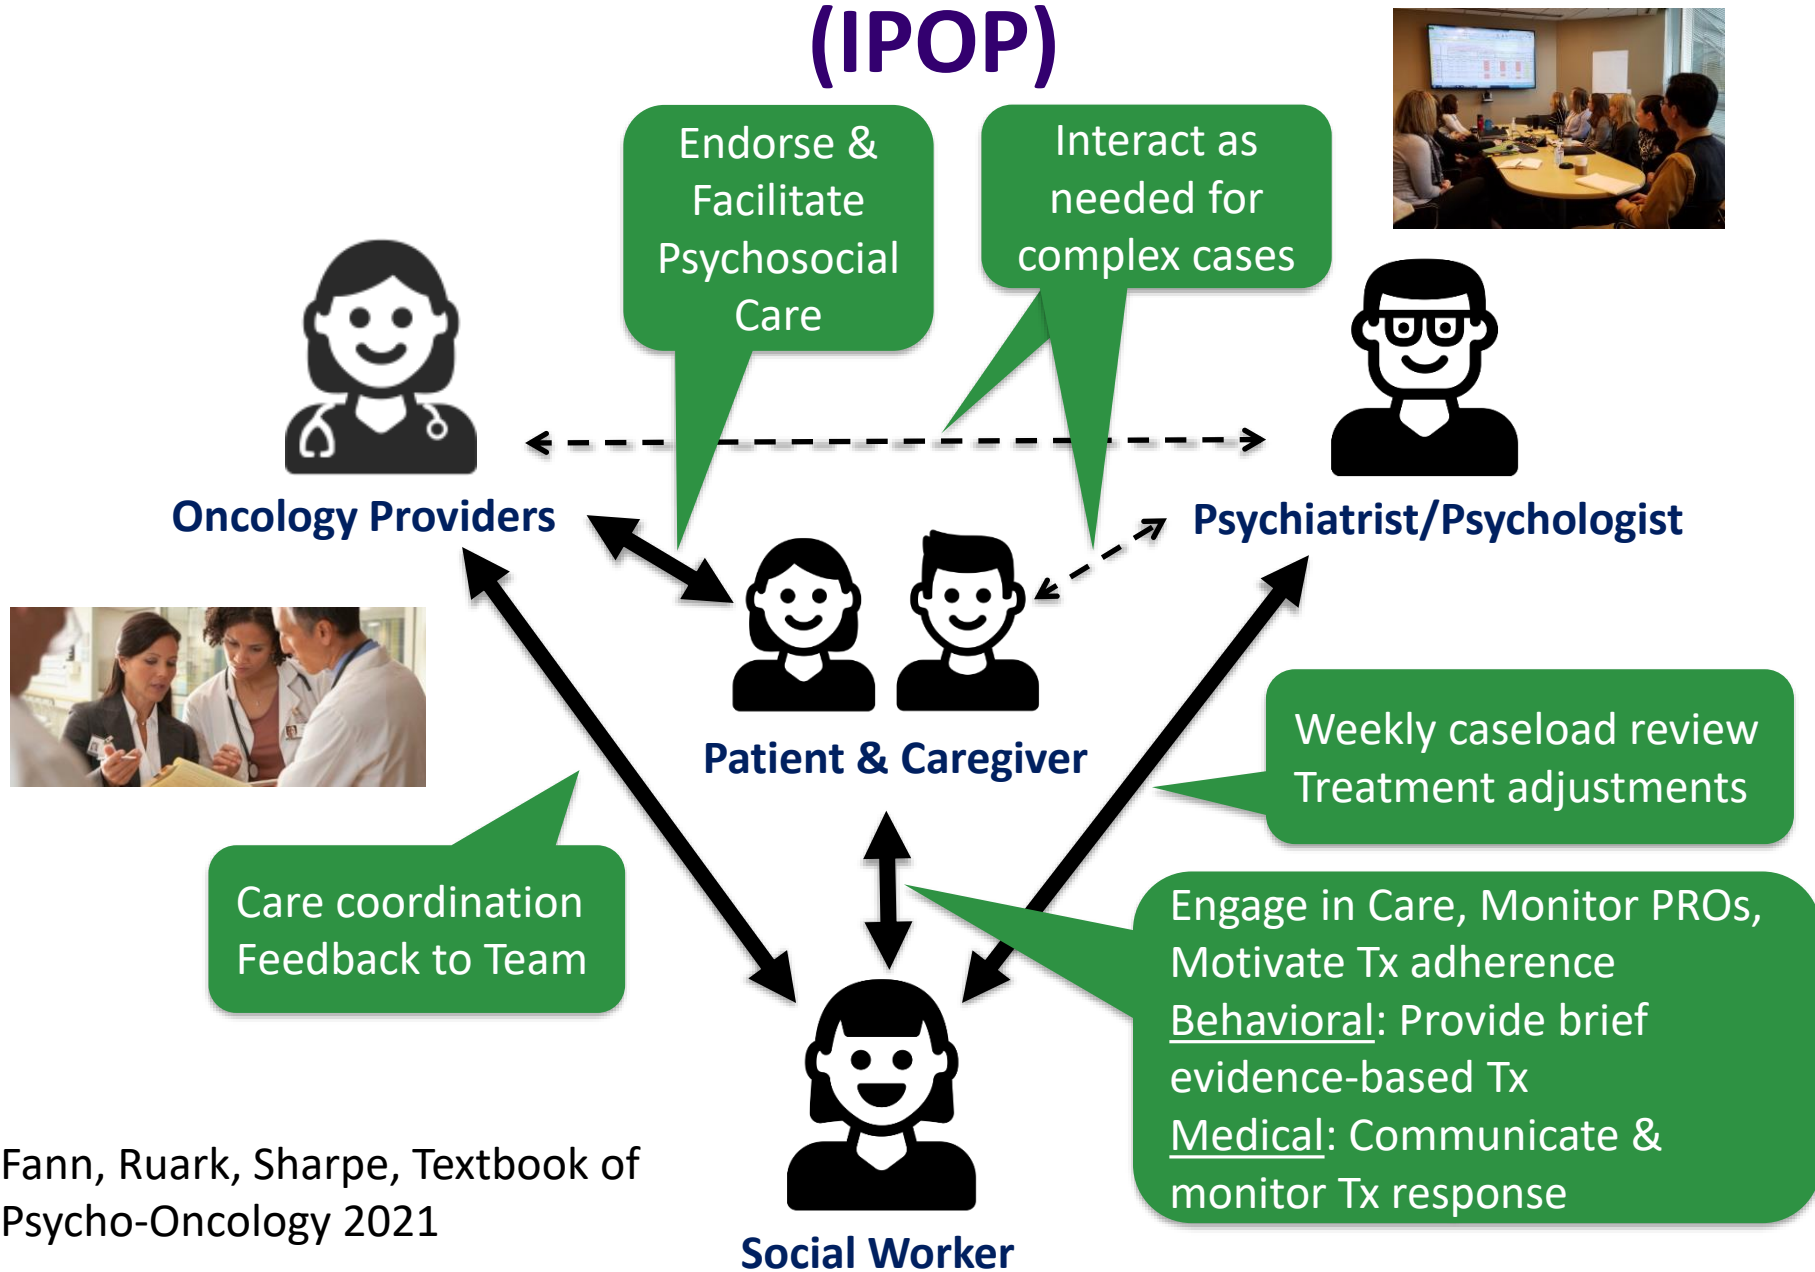 (IPOP)
Endorse &
Facilitate
Psychosocial
Care
Interact as
needed for
complex cases
Oncology Providers
Psychiatrist/Psychologist
Patient & Caregiver
Weekly caseload review
Treatment adjustments
Care coordination
Feedback to Team
Engage in Care, Monitor PROs,
Motivate Tx adherence
Behavioral: Provide brief
evidence-based Tx
Medical: Communicate &
monitor Tx response
Fann, Ruark, Sharpe, Textbook of
Psycho-Oncology 2021
Social Worker